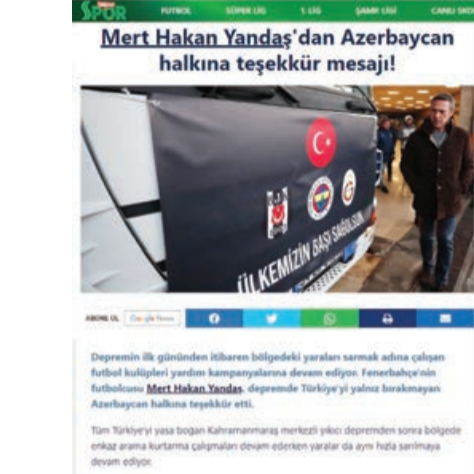 SPOR FUTBOL SÜPER LİG 1. LİG ŞAMP. LİGİ CANLI
Mert Hakan Yandaş'dan Azerbaycan
halkına teşekkür mesajı!
ÜLKEMİZİN BAŞI SAĞOLSUN
ABONE OL Google News
Depremin ilk gününden itibaren bölgedeki yaraları sarmak adına çalışan
futbol kulüpleri yardım kampanyalarına devam ediyor. Fenerbahçe'nin
futbolcusu Mert Hakan Yandaş, depremde Türkiye'yi yalnız bırakmayan
Azerbaycan halkına teşekkür etti.
Tüm Türkiye'yi yasa boğan Kahramanmaraş merkezli yıkıcı depremden sonra bölgede
enkaz arama kurtarma çalışmaları devam ederken yaralar da aynı hızla sarılmaya
devam ediyor.